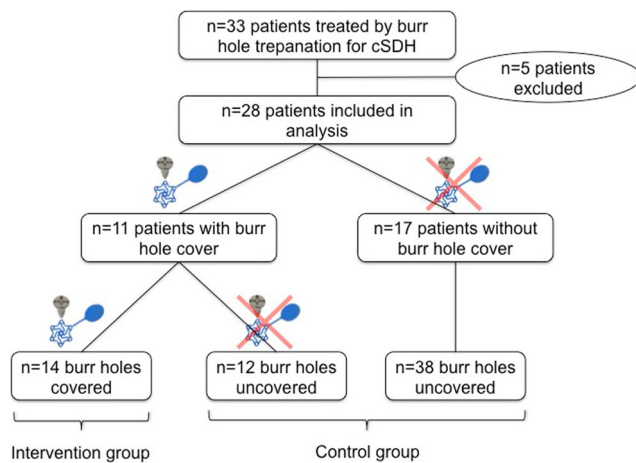 n=33 patients treated by burr
hole trepanation for cSDH
n=5 patients
excluded
n=28 patients included in
analysis
n=11 patients with burr
hole cover
n=17 patients without
burr hole cover
n=14 burr holes
covered
n=12 burr holes
uncovered
n=38 burr holes
uncovered
Intervention group
Control group